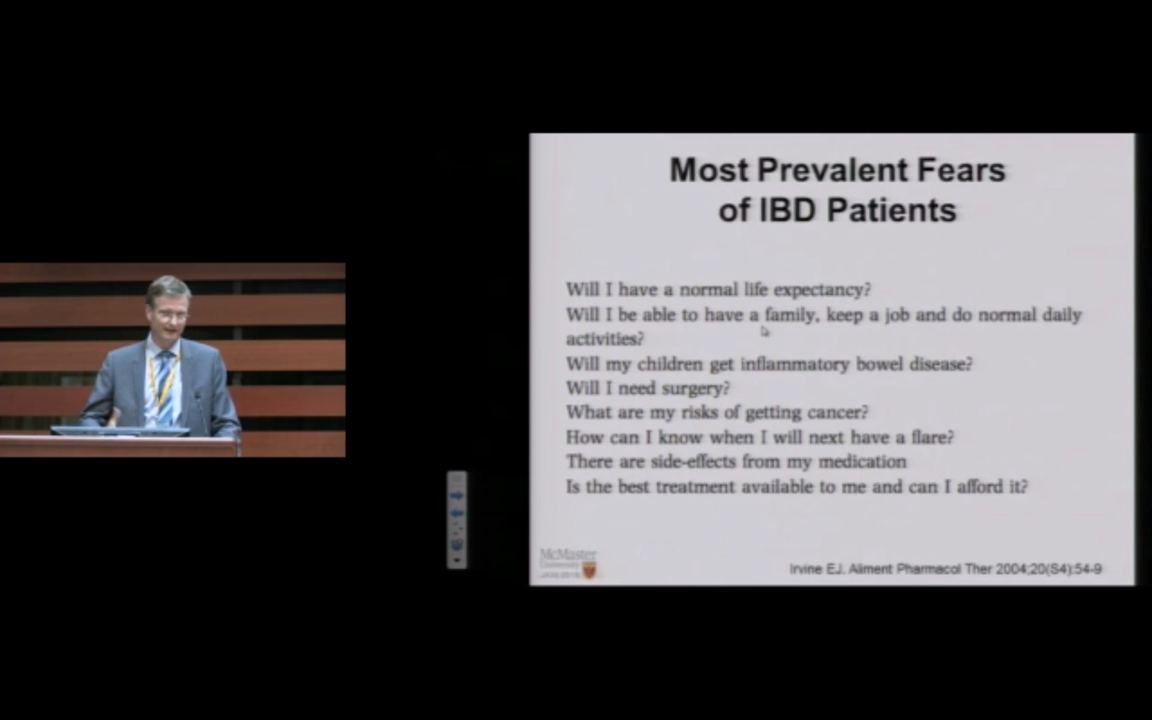 Most Prevalent Fears
of IBD Patients
Will I have a normal life expectancy?
Will I be able to have a family, keep a job and do normal daily
activities?
Will my children get inflammatory bowel disease?
Will I need surgery?
What are my risks of getting cancer?
How can I know when I will next have a flare?
There are side-effects from my medication
Is the best treatment available to me and can I afford it?
McMaster
University
Irvine EJ. Aliment Pharmacol Ther 2004;20(S4):54-9